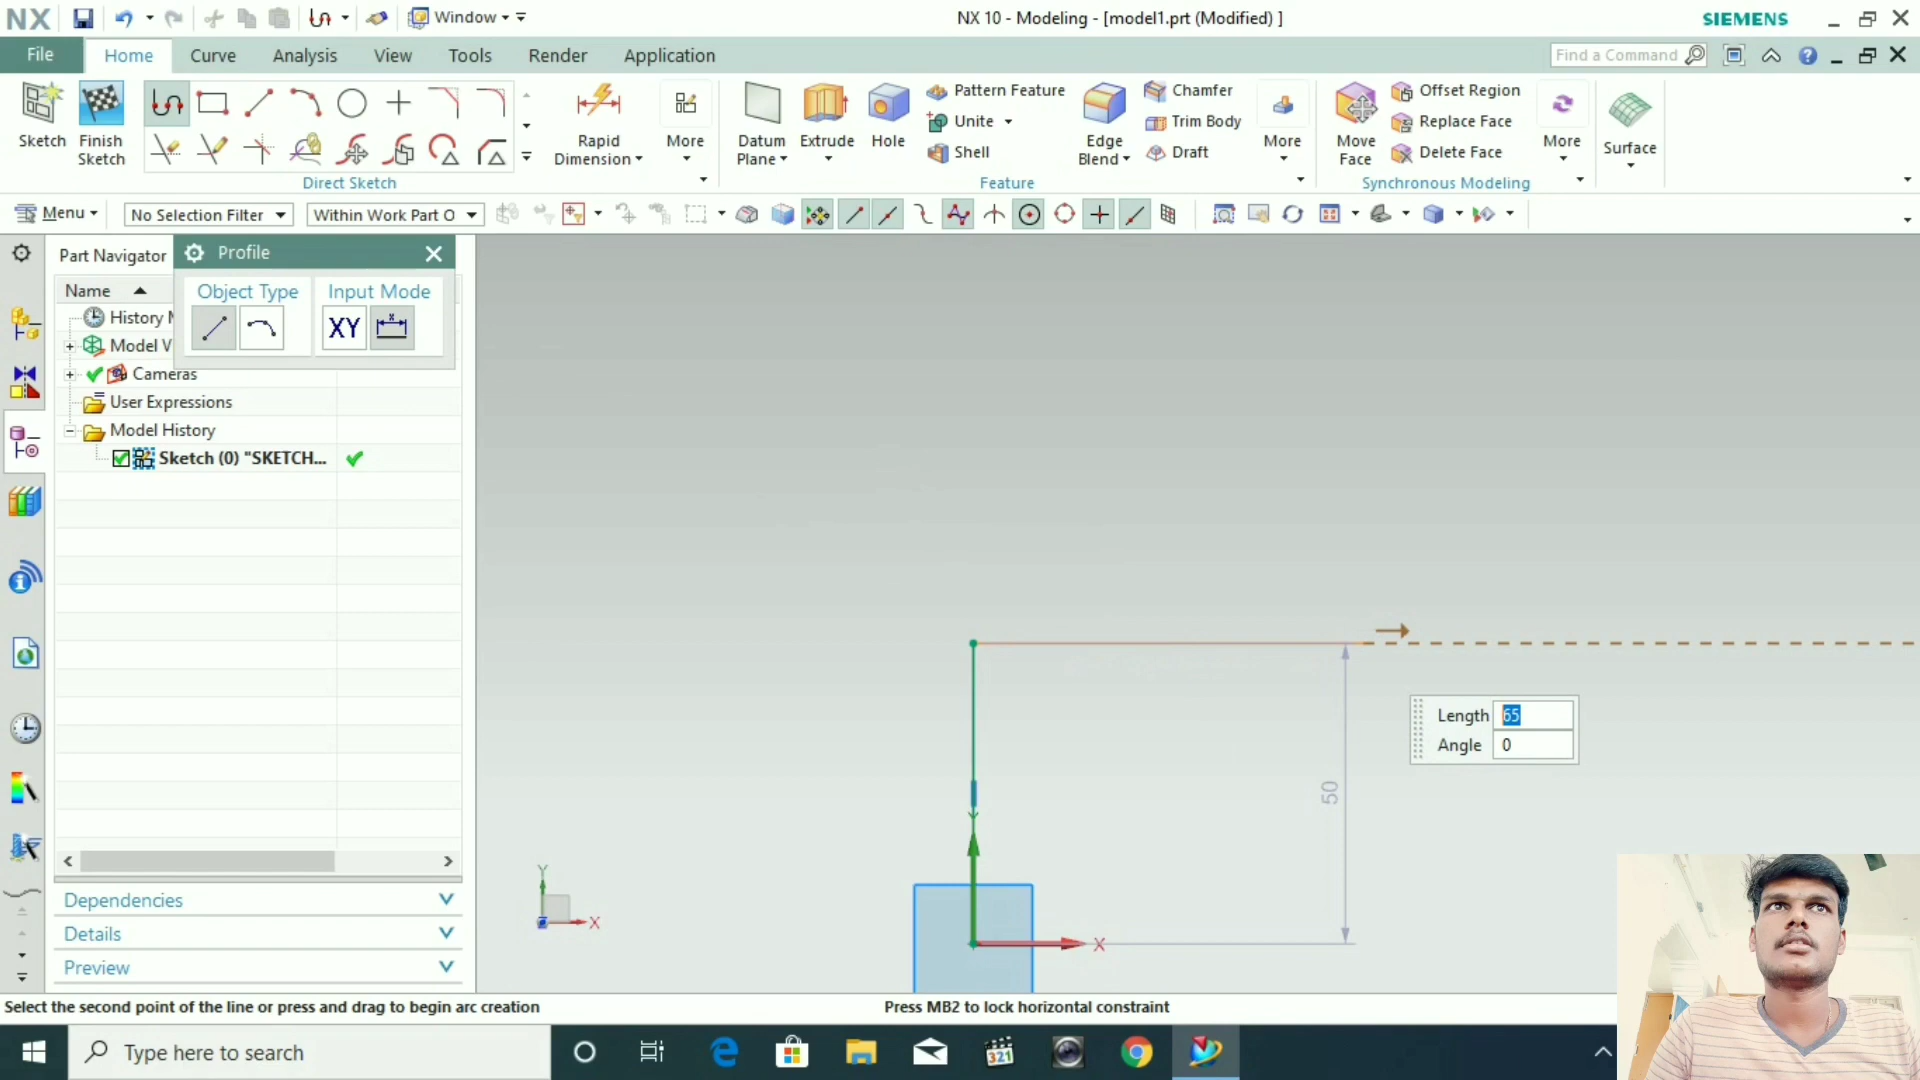 NX
Window
NX 10 - Modeling - [model1.prt (Modified) ]
SIEMENS
File
Home
Curve
Analysis
View
Tools
Render
Application
Find a Command
Sketch
Finish Sketch
Rapid Dimension
More
Datum Plane
Extrude
Hole
Pattern Feature
Unite
Shell
Edge Blend
Chamfer
Trim Body
Draft
More
Move Face
Offset Region
Replace Face
Delete Face
More
Surface
Direct Sketch
Feature
Synchronous Modeling
Menu
No Selection Filter
Within Work Part O
Part Navigator
Profile
Name
Object Type
Input Mode
XY
History
Model V
Cameras
User Expressions
Model History
Sketch (0) "SKETCH...
Length 65
Angle 0
50
Y
X
X
Dependencies
Details
Preview
Select the second point of the line or press and drag to begin arc creation
Press MB2 to lock horizontal constraint
Type here to search
321